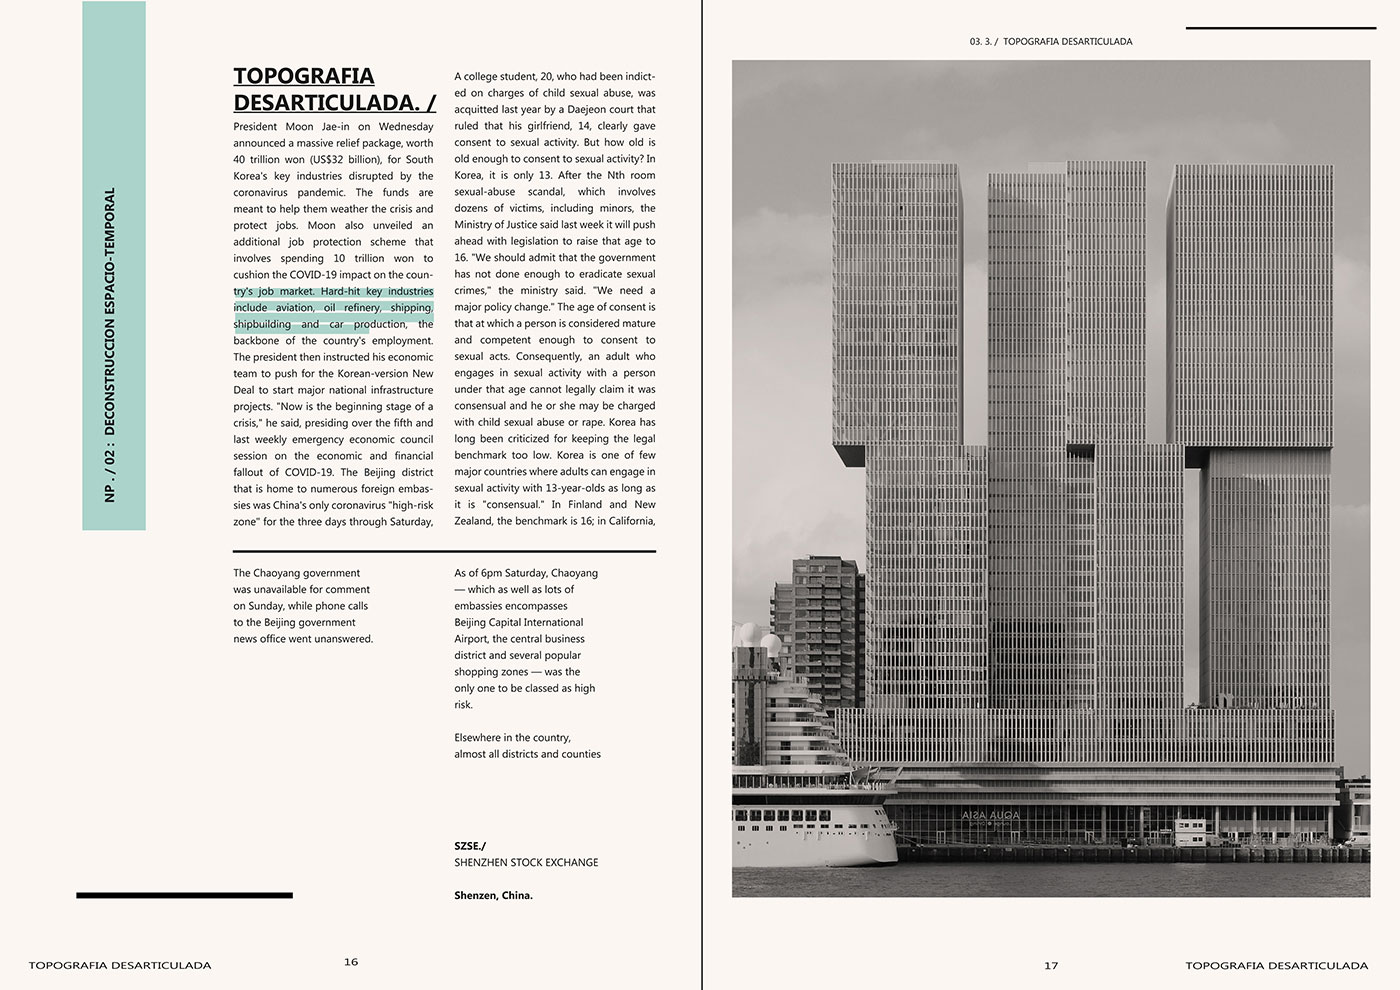 NP . / 02 : DECONSTRUCCION ESPACIO-TEMPORAL
TOPOGRAFIA
DESARTICULADA. /
President Moon Jae-in on Wednesday
announced a massive relief package, worth
40 trillion won (US$32 billion), for South
Korea's key industries disrupted by the
coronavirus pandemic. The funds are
meant to help them weather the crisis and
protect jobs. Moon also unveiled an
additional job protection scheme that
involves spending 10 trillion won to
cushion the COVID-19 impact on the coun-
try's job market. Hard-hit key industries
include aviation, oil refinery, shipping,
shipbuilding and car production, the
backbone of the country's employment.
The president then instructed his economic
team to push for the Korean-version New
Deal to start major national infrastructure
projects. "Now is the beginning stage of a
crisis," he said, presiding over the fifth and
last weekly emergency economic council
session on the economic and financial
fallout of COVID-19. The Beijing district
that is home to numerous foreign embas-
sies was China's only coronavirus "high-risk
zone" for the three days through Saturday,
A college student, 20, who had been indict-
ed on charges of child sexual abuse, was
acquitted last year by a Daejeon court that
ruled that his girlfriend, 14, clearly gave
consent to sexual activity. But how old is
old enough to consent to sexual activity? In
Korea, it is only 13. After the Nth room
sexual-abuse scandal, which involves
dozens of victims, including minors, the
Ministry of Justice said last week it will push
ahead with legislation to raise that age to
16. "We should admit that the government
has not done enough to eradicate sexual
crimes," the ministry said. "We need a
major policy change." The age of consent is
that at which a person is considered mature
and competent enough to consent to
sexual acts. Consequently, an adult who
engages in sexual activity with a person
under that age cannot legally claim it was
consensual and he or she may be charged
with child sexual abuse or rape. Korea has
long been criticized for keeping the legal
benchmark too low. Korea is one of few
major countries where adults can engage in
sexual activity with 13-year-olds as long as
it is "consensual." In Finland and New
Zealand, the benchmark is 16; in California,
The Chaoyang government
was unavailable for comment
on Sunday, while phone calls
to the Beijing government
news office went unanswered.
As of 6pm Saturday, Chaoyang
— which as well as lots of
embassies encompasses
Beijing Capital International
Airport, the central business
district and several popular
shopping zones — was the
only one to be classed as high
risk.
Elsewhere in the country,
almost all districts and counties
SZSE./
SHENZHEN STOCK EXCHANGE
Shenzen, China.
TOPOGRAFIA DESARTICULADA
16
03. 3. / TOPOGRAFIA DESARTICULADA
AGUA ASIA
17
TOPOGRAFIA DESARTICULADA